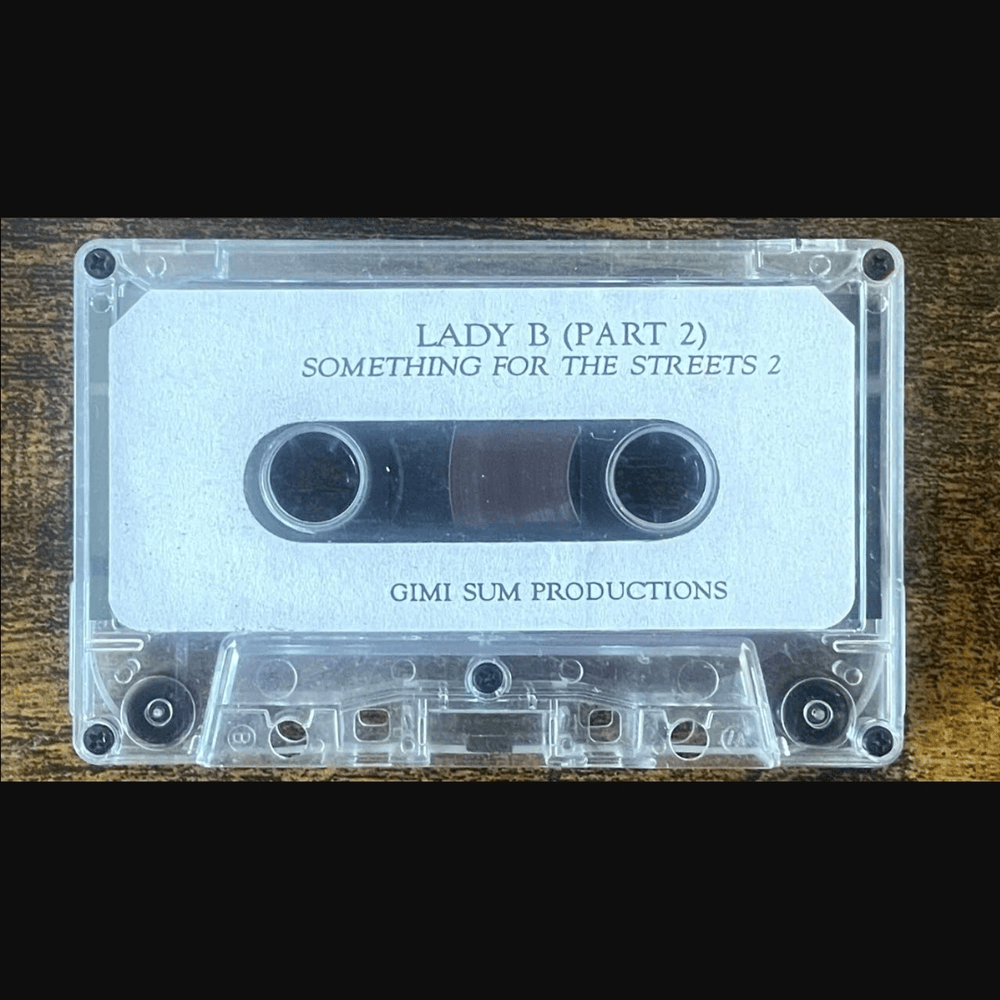 LADY B (PART 2)
SOMETHING FOR THE STREETS 2
GIMI SUM PRODUCTIONS